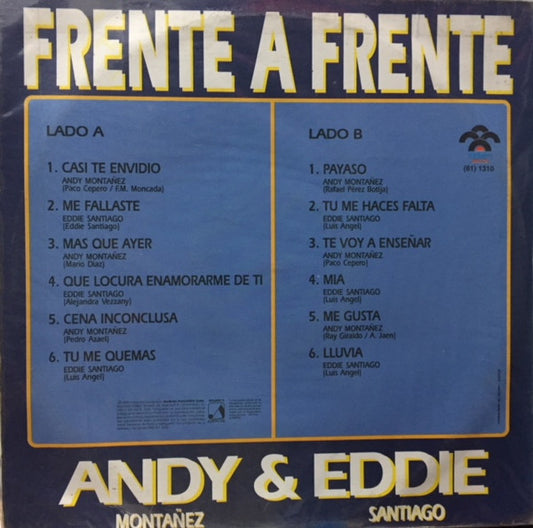 FRENTE A FRENTE
LADO A
1. CASI TE ENVIDIO
ANDY MONTAÑEZ
(Paco Cepero / F.M. Moncada)
2. ME FALLASTE
EDDIE SANTIAGO
(Eddie Santiago)
3. MAS QUE AYER
ANDY MONTAÑEZ
(Mario Díaz)
4. QUE LOCURA ENAMORARME DE TI
EDDIE SANTIAGO
(Alejandra Vezzany)
5. CENA INCONCLUSA
ANDY MONTAÑEZ
(Pedro Azael)
6. TU ME QUEMAS
EDDIE SANTIAGO
(Luis Angel)
LADO B
1. PAYASO
ANDY MONTAÑEZ
(Rafael Pérez Botija)
2. TU ME HACES FALTA
EDDIE SANTIAGO
(Luis Angel)
3. TE VOY A ENSEÑAR
ANDY MONTAÑEZ
(Paco Cepero)
4. MIA
EDDIE SANTIAGO
(Luis Angel)
5. ME GUSTA
ANDY MONTAÑEZ
(Ray Giraldo / A. Jaen)
6. LLUVIA
EDDIE SANTIAGO
(Luis Angel)
(61) 1310
ANDY & EDDIE
MONTAÑEZ SANTIAGO